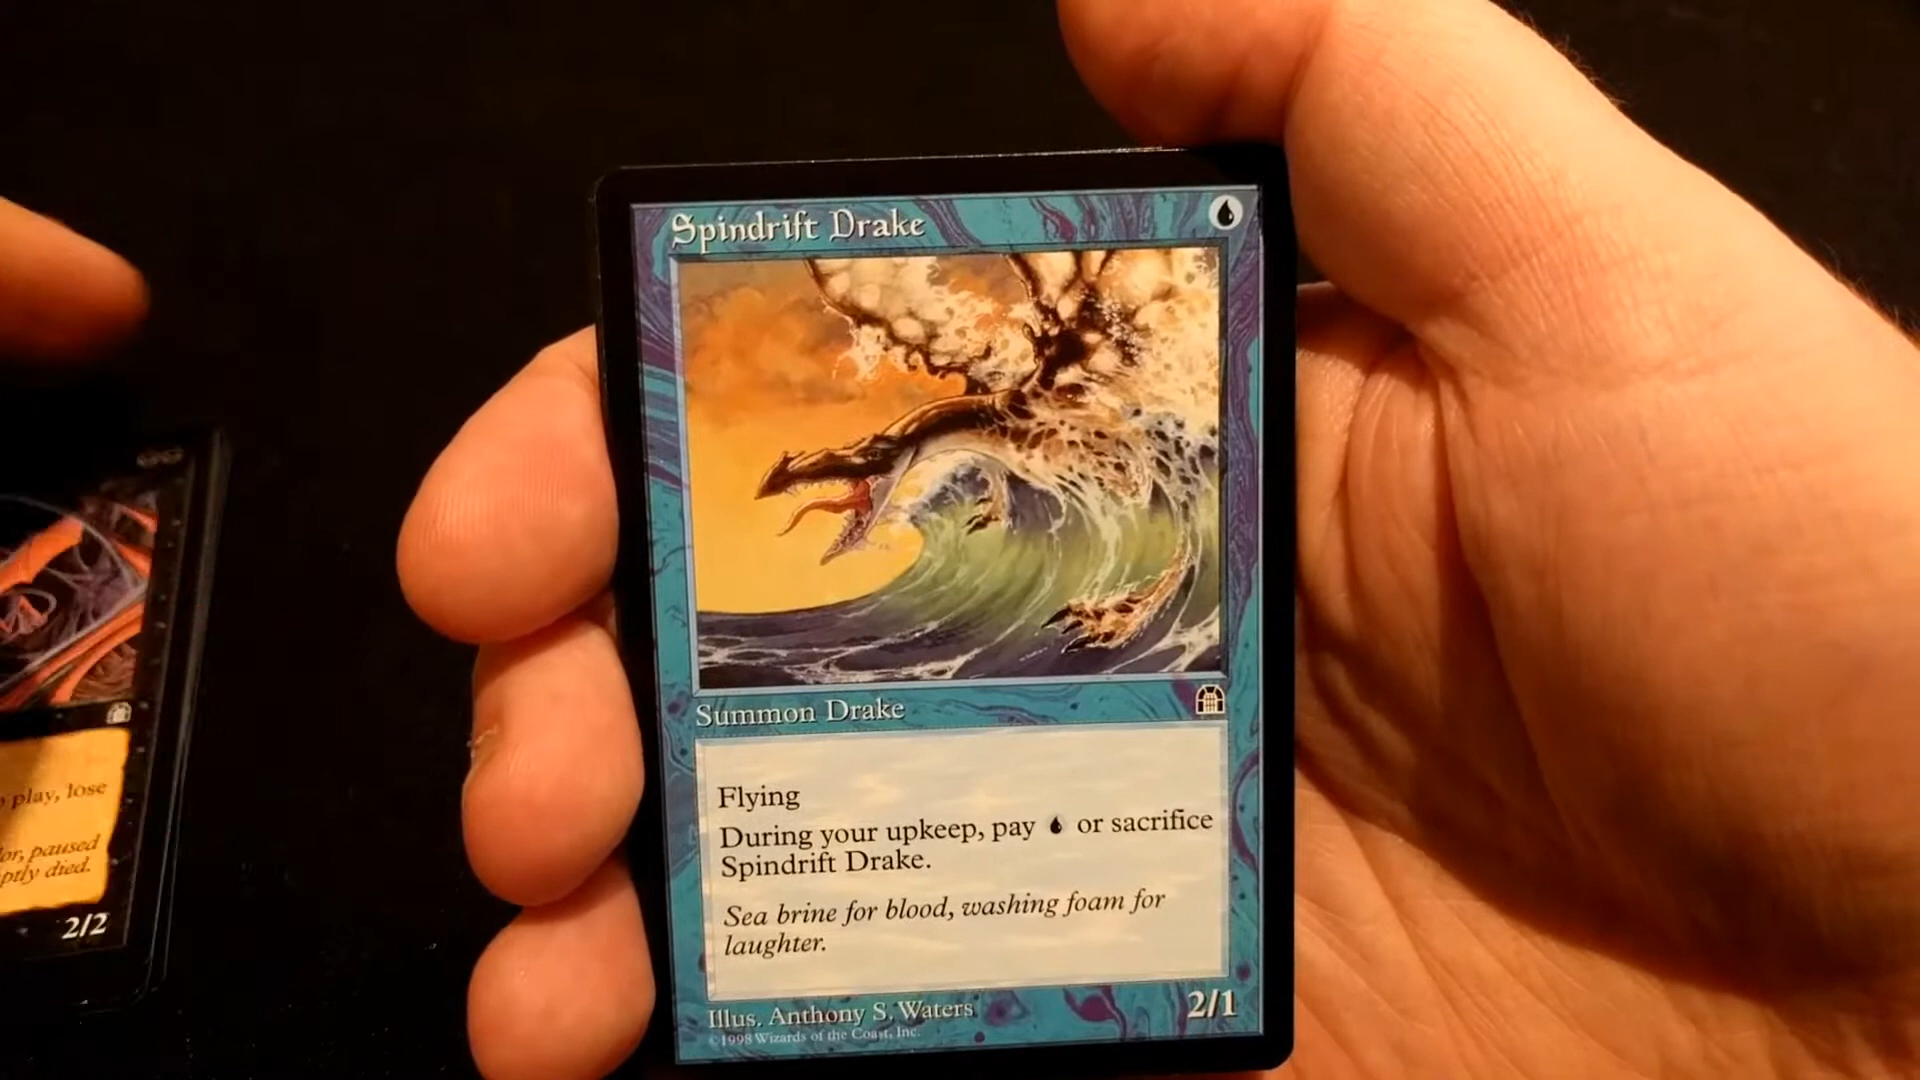 Spindrift Drake
Summon Drake
Flying
During your upkeep, pay or sacrifice
Spindrift Drake.
Sea brine for blood, washing foam for
laughter.
Illus. Anthony S. Waters
2/1
©1998 Wizards of the Coast, Inc.
play, lose
paused
died.
2/2